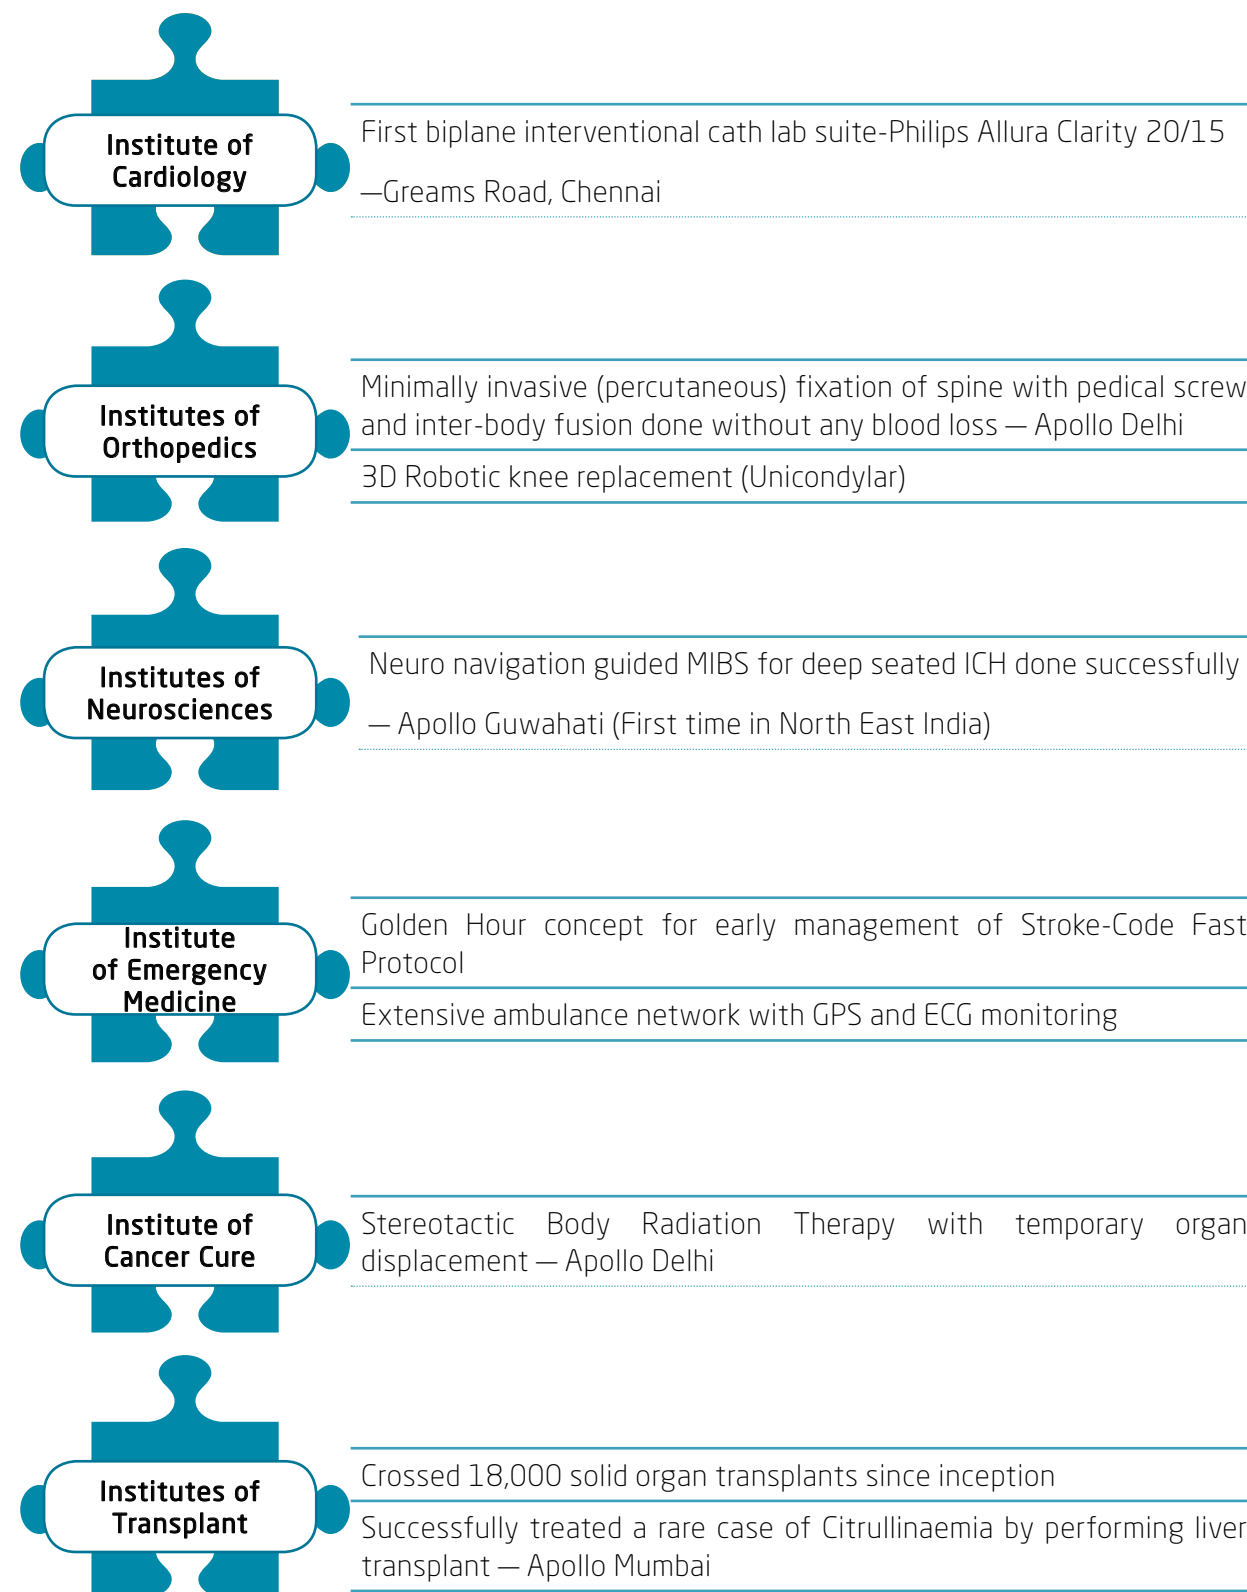 Institute of
Cardiology
First biplane interventional cath lab suite-Philips Allura Clarity 20/15
—Greams Road, Chennai
Institutes of
Orthopedics
Minimally invasive (percutaneous) fixation of spine with pedical screw
and inter-body fusion done without any blood loss — Apollo Delhi
3D Robotic knee replacement (Unicondylar)
Institutes of
Neurosciences
Neuro navigation guided MIBS for deep seated ICH done successfully
— Apollo Guwahati (First time in North East India)
Institute
of Emergency
Medicine
Golden Hour concept for early management of Stroke-Code Fast
Protocol
Extensive ambulance network with GPS and ECG monitoring
Institute of
Cancer Cure
Stereotactic Body Radiation Therapy with temporary organ
displacement — Apollo Delhi
Institutes of
Transplant
Crossed 18,000 solid organ transplants since inception
Successfully treated a rare case of Citrullinaemia by performing liver
transplant — Apollo Mumbai